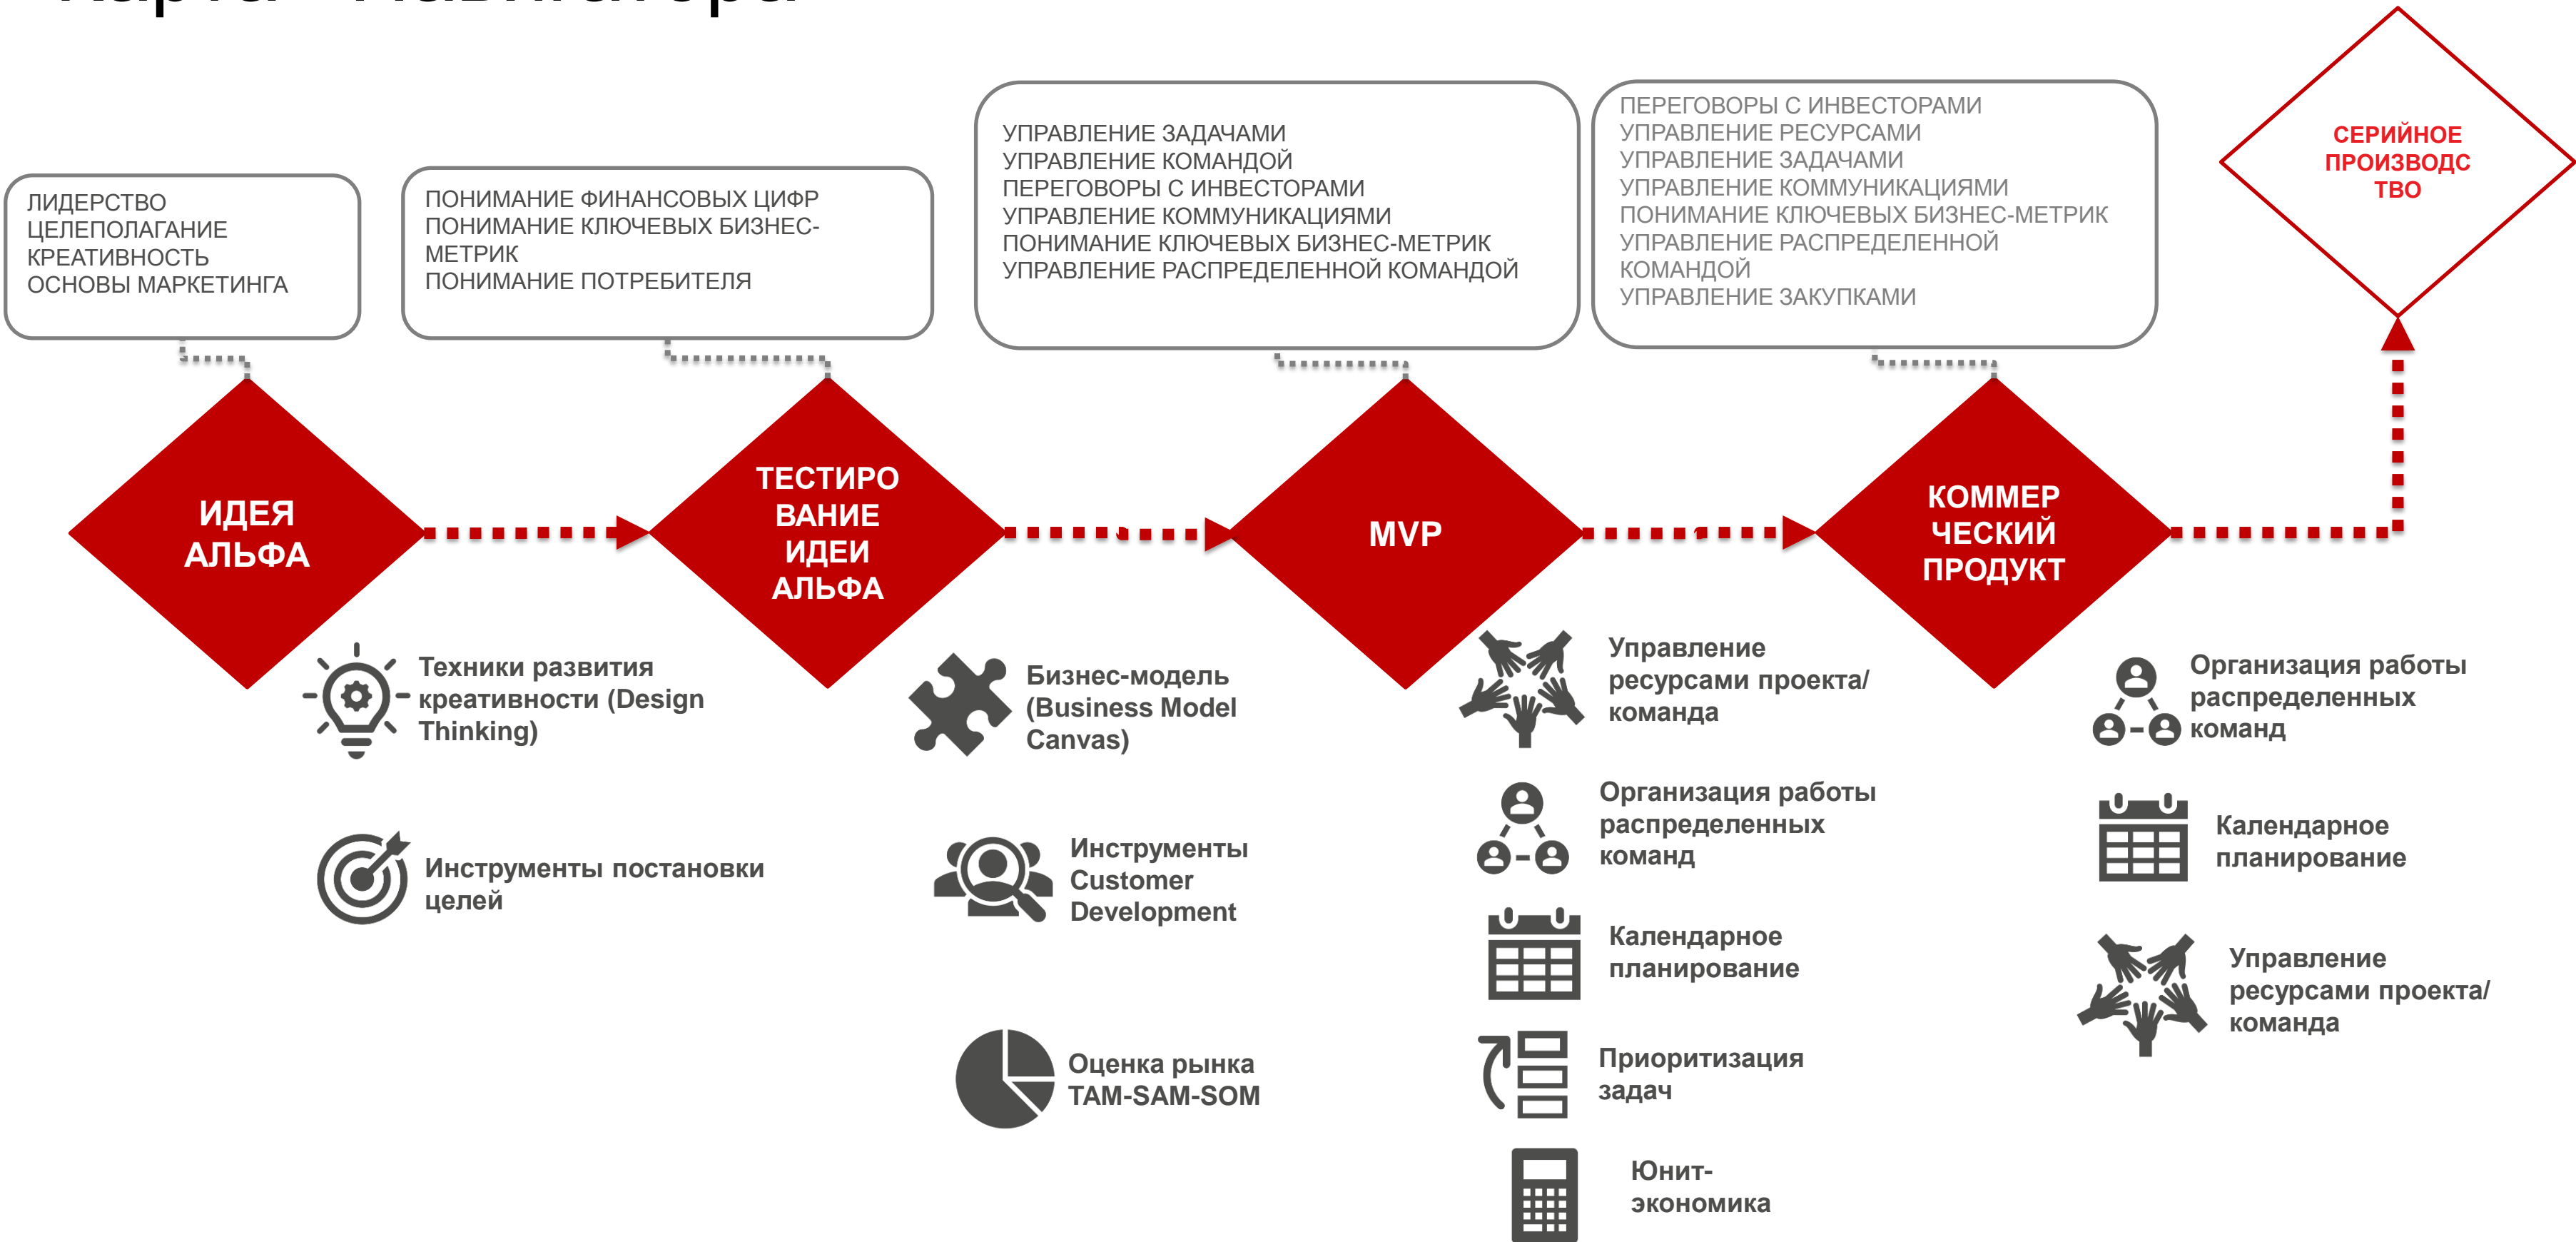 Карта - Навигатора
ЛИДЕРСТВО
ЦЕЛЕПОЛАГАНИЕ
КРЕАТИВНОСТЬ
ОСНОВЫ МАРКЕТИНГА
ПОНИМАНИЕ ФИНАНСОВЫХ ЦИФР
ПОНИМАНИЕ КЛЮЧЕВЫХ БИЗНЕС-
МЕТРИК
ПОНИМАНИЕ ПОТРЕБИТЕЛЯ
УПРАВЛЕНИЕ ЗАДАЧАМИ
УПРАВЛЕНИЕ КОМАНДОЙ
ПЕРЕГОВОРЫ С ИНВЕСТОРАМИ
УПРАВЛЕНИЕ КОММУНИКАЦИЯМИ
ПОНИМАНИЕ КЛЮЧЕВЫХ БИЗНЕС-МЕТРИК
УПРАВЛЕНИЕ РАСПРЕДЕЛЕННОЙ КОМАНДОЙ
ПЕРЕГОВОРЫ С ИНВЕСТОРАМИ
УПРАВЛЕНИЕ РЕСУРСАМИ
УПРАВЛЕНИЕ ЗАДАЧАМИ
УПРАВЛЕНИЕ КОММУНИКАЦИЯМИ
ПОНИМАНИЕ КЛЮЧЕВЫХ БИЗНЕС-МЕТРИК
УПРАВЛЕНИЕ РАСПРЕДЕЛЕННОЙ
КОМАНДОЙ
УПРАВЛЕНИЕ ЗАКУПКАМИ
СЕРИЙНОЕ
ПРОИЗВОДС
ТВО
ИДЕЯ
АЛЬФА
ТЕСТИРО
ВАНИЕ
ИДЕИ
АЛЬФА
MVP
КОММЕР
ЧЕСКИЙ
ПРОДУКТ
Техники развития
креативности (Design
Thinking)
Инструменты постановки
целей
Бизнес-модель
(Business Model
Canvas)
Инструменты
Customer
Development
Оценка рынка
TAM-SAM-SOM
Управление
ресурсами проекта/
команда
Организация работы
распределенных
команд
Календарное
планирование
Приоритизация
задач
Юнит-
экономика
Организация работы
распределенных
команд
Календарное
планирование
Управление
ресурсами проекта/
команда